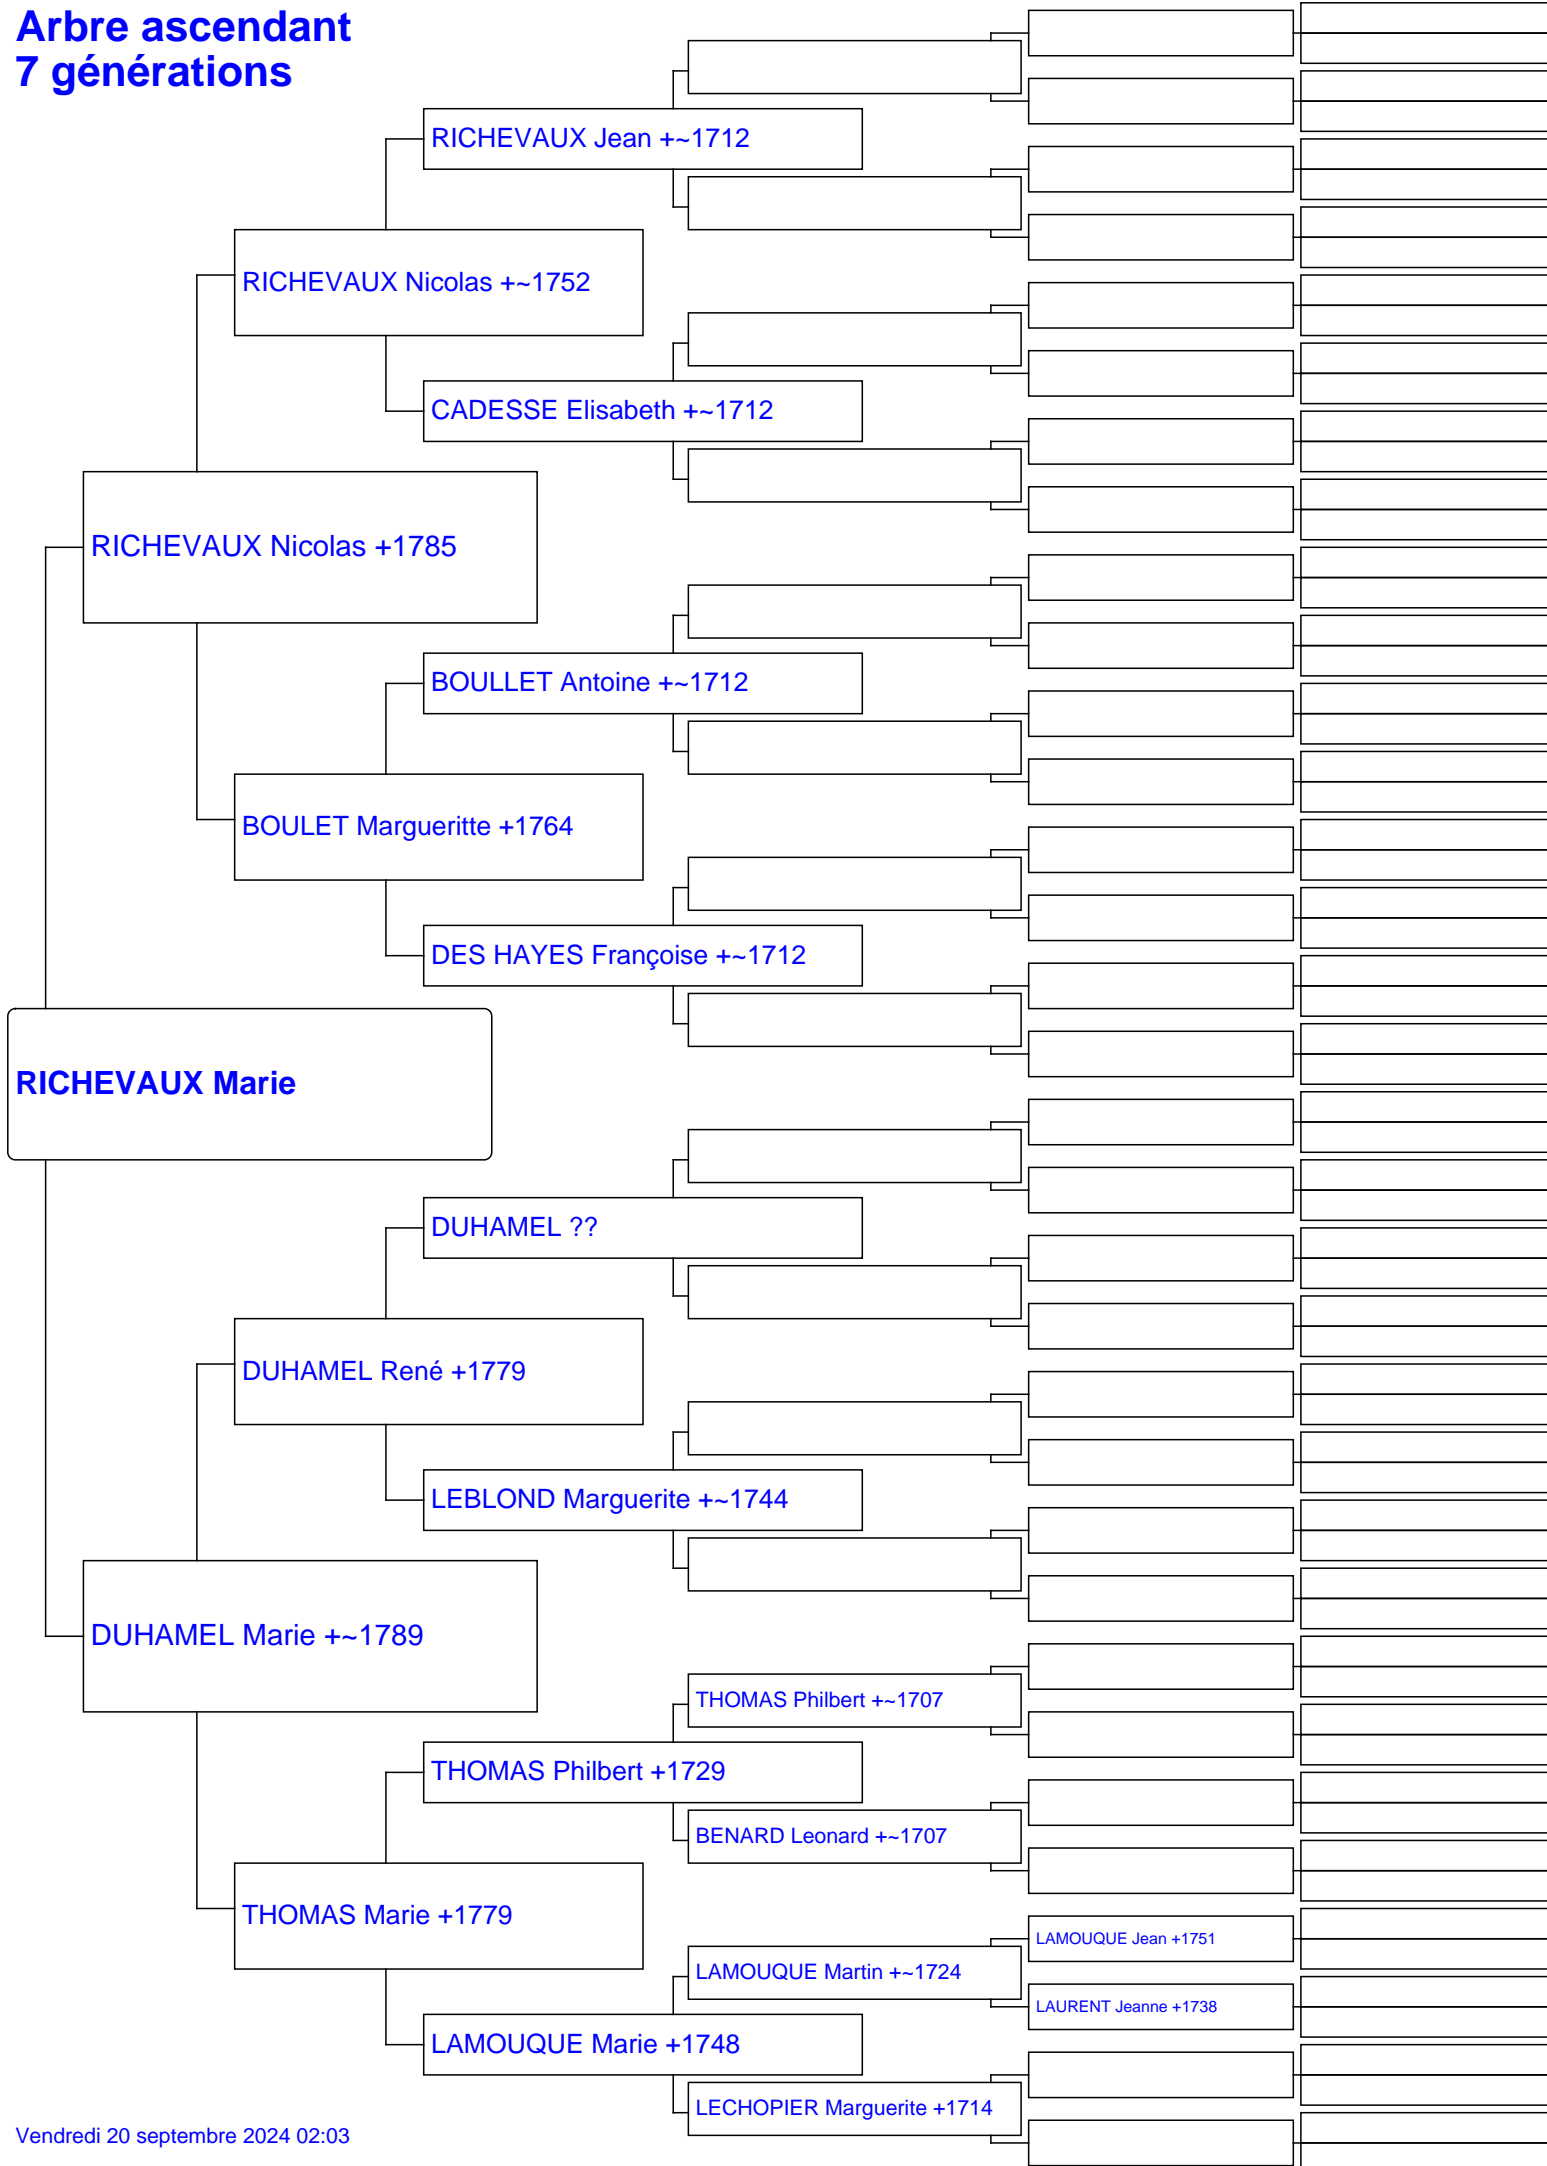 Arbre ascendant
7 générations
RICHEVAUX Jean +~1712
RICHEVAUX Nicolas +~1752
CADESSE Elisabeth +~1712
RICHEVAUX Nicolas +1785
BOULLET Antoine +~1712
BOULET Margueritte +1764
DES HAYES Françoise +~1712
RICHEVAUX Marie
DUHAMEL ??
DUHAMEL René +1779
LEBLOND Marguerite +~1744
DUHAMEL Marie +~1789
THOMAS Philbert +~1707
THOMAS Philbert +1729
BENARD Leonard +~1707
THOMAS Marie +1779
LAMOUQUE Jean +1751
LAMOUQUE Martin +~1724
LAURENT Jeanne +1738
LAMOUQUE Marie +1748
LECHOPIER Marguerite +1714
Vendredi 20 septembre 2024 02:03